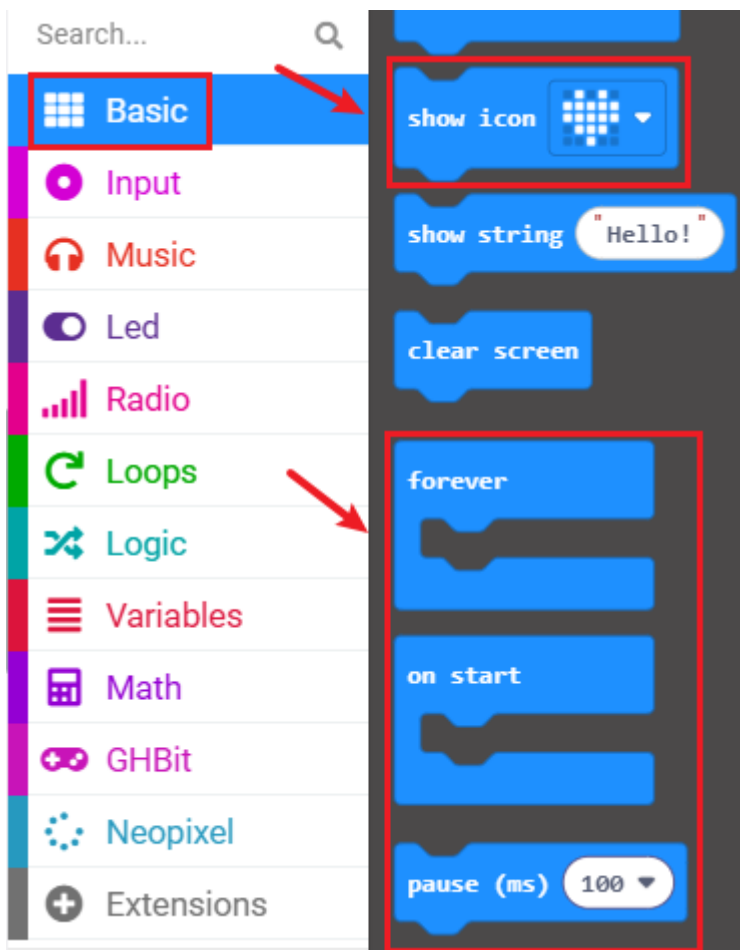 Search...
Basic
Input
Music
Led
Radio
Loops
Logic
Variables
Math
GHBit
Neopixel
Extensions
show icon
show string "Hello!"
clear screen
forever
on start
pause (ms) 100